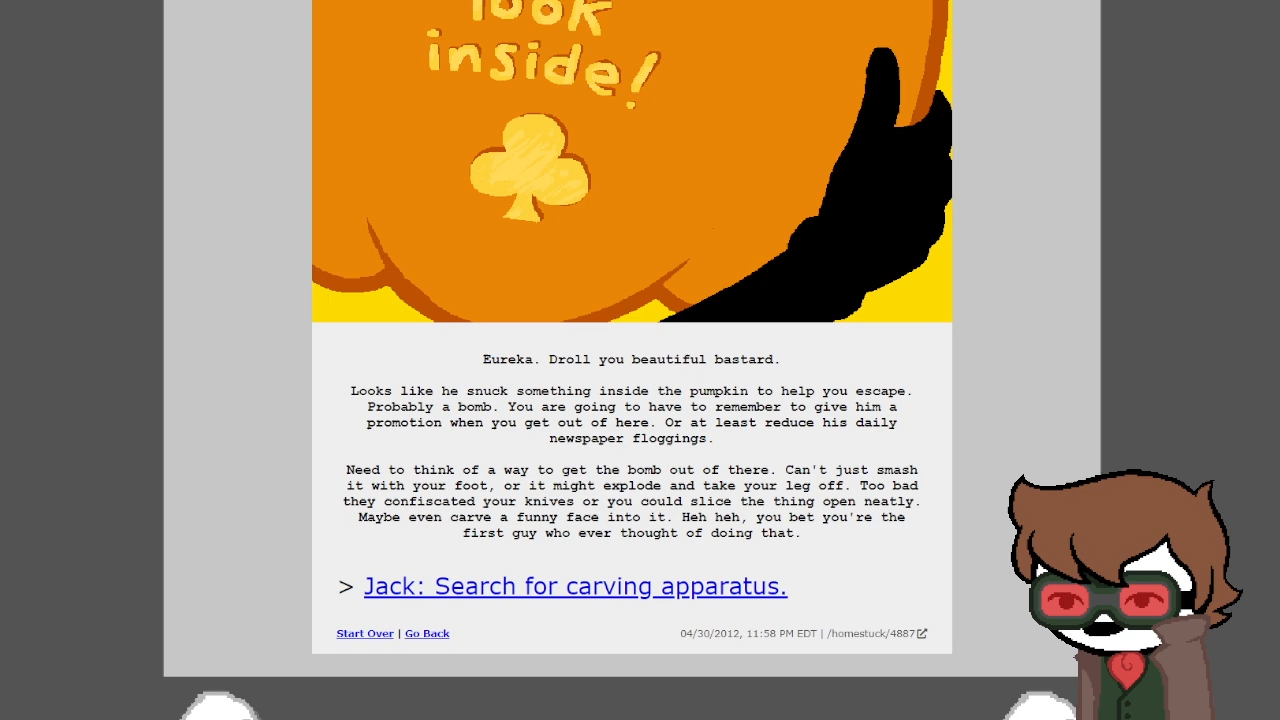 look
inside!
Eureka. Droll you beautiful bastard.
Looks like he snuck something inside the pumpkin to help you escape.
Probably a bomb. You are going to have to remember to give him a
promotion when you get out of here. Or at least reduce his daily
newspaper floggings.
Need to think of a way to get the bomb out of there. Can't just smash
it with your foot, or it might explode and take your leg off. Too bad
they confiscated your knives or you could slice the thing open neatly.
Maybe even carve a funny face into it. Heh heh, you bet you're the
first guy who ever thought of doing that.
> Jack: Search for carving apparatus.
Start Over | Go Back 04/30/2012, 11:58 PM EDT | /homestuck/4887